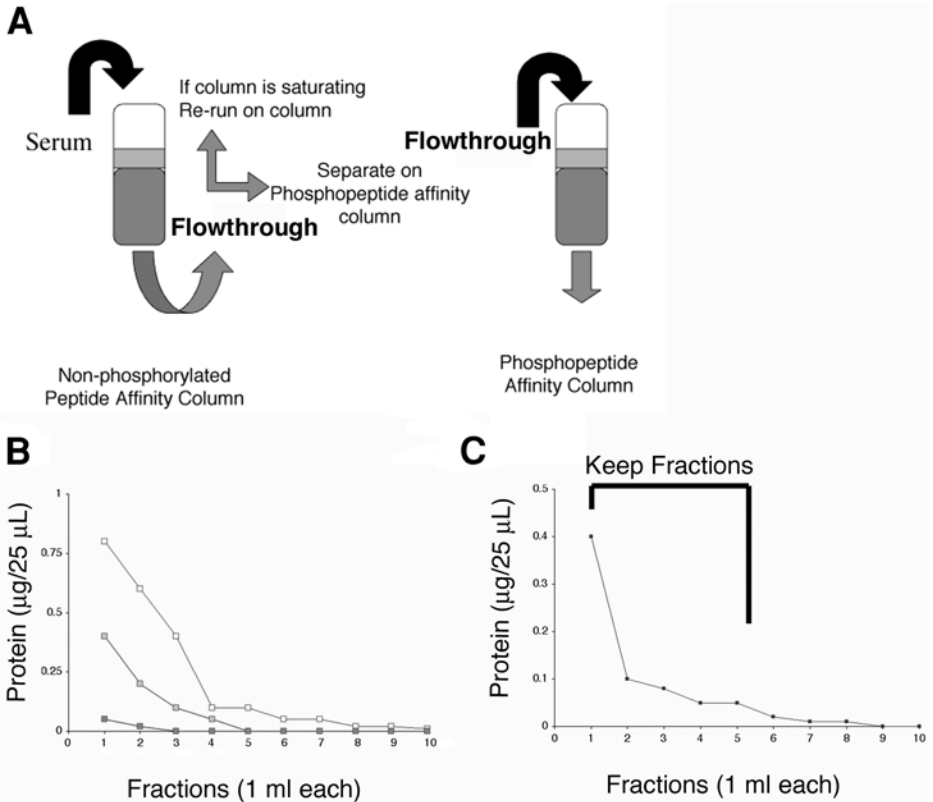 A
If column is saturating
Re-run on column
Serum
Flowthrough
Separate on
Phosphopeptide affinity
column
Flowthrough
Non-phosphorylated
Peptide Affinity Column
Phosphopeptide
Affinity Column
B
Protein (µg/25 µL)
1
0.75
0.5
0.25
0
0 1 2 3 4 5 6 7 8 9 10
Fractions (1 ml each)
C
Keep Fractions
Protein (µg/25 µL)
0.5
0.4
0.3
0.2
0.1
0
0 1 2 3 4 5 6 7 8 9 10
Fractions (1 ml each)